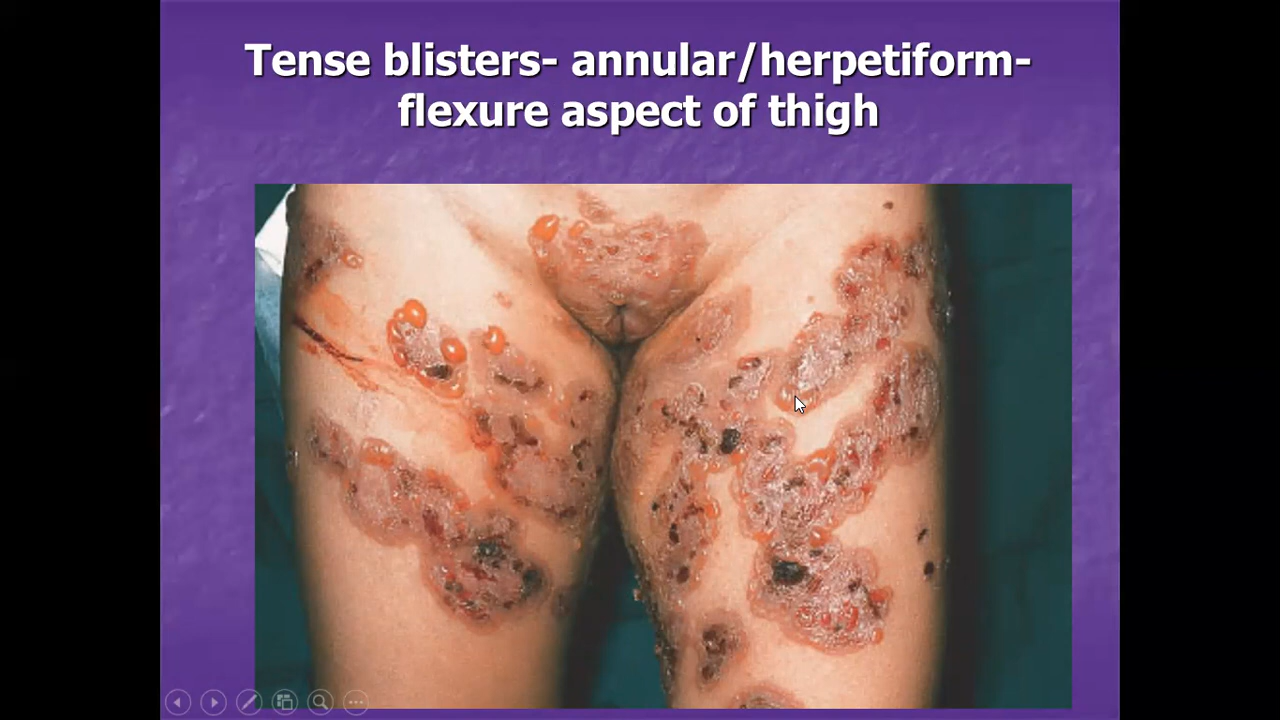 Tense blisters- annular/herpetiform-
flexure aspect of thigh